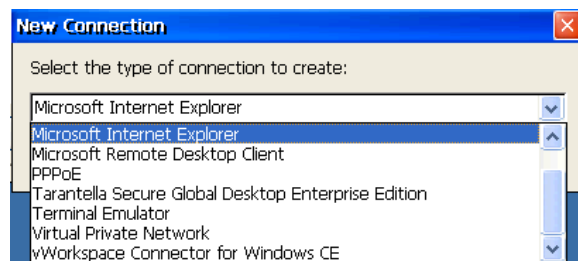 New Connection
Select the type of connection to create:
Microsoft Internet Explorer
Microsoft Internet Explorer
Microsoft Remote Desktop Client
PPPoE
Tarantella Secure Global Desktop Enterprise Edition
Terminal Emulator
Virtual Private Network
vWorkspace Connector for Windows CE